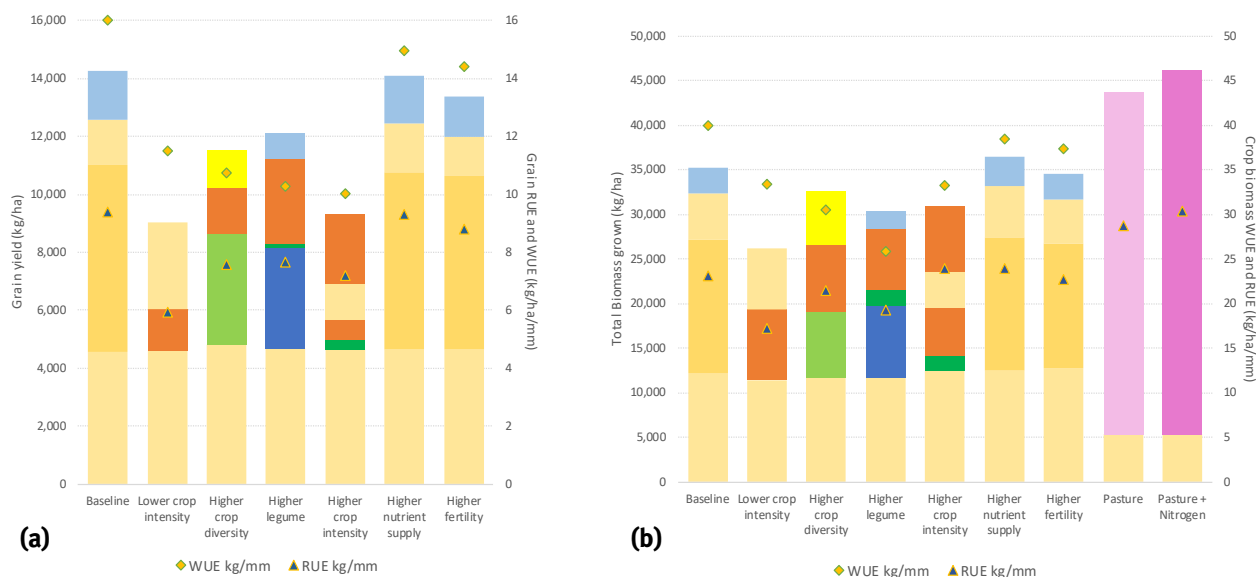 16,000
14,000
12,000
10,000
8,000
6,000
4,000
2,000
0
Grain yield (kg/ha)
16
14
12
10
8
6
4
2
0
Grain RUE and WUE (kg/ha/mm)
Baseline
Lower crop
intensity
Higher
crop
diversity
Higher
legume
Higher
crop
intensity
Higher
nutrient
supply
Higher
fertility
(a)
WUE kg/mm
RUE kg/mm
50,000
45,000
40,000
35,000
30,000
25,000
20,000
15,000
10,000
5,000
0
Total Biomass grown (kg/ha)
50
45
40
35
30
25
20
15
10
5
0
Crop biomass WUE and RUE (kg/ha/mm)
Baseline
Lower crop
intensity
Higher
crop
diversity
Higher
legume
Higher
crop
intensity
Higher
nutrient
supply
Higher
fertility
Pasture
Pasture +
Nitrogen
(b)
WUE kg/mm
RUE kg/mm